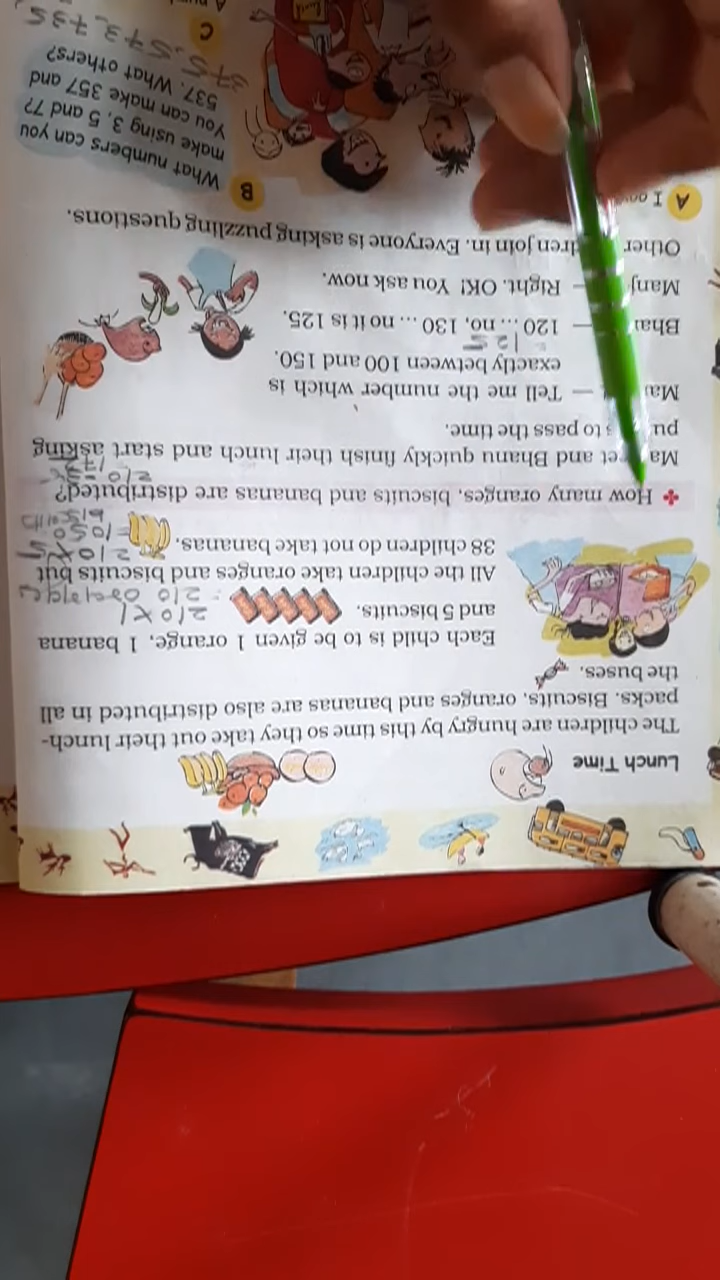 Lunch Time
The children are hungry by this time so they take out their lunch-
packs. Biscuits, oranges and bananas are also distributed in all
the buses.
Each child is to be given 1 orange, 1 banana
and 5 biscuits. 210 x 1
= 210 oranges
All the children take oranges and biscuits but
38 children do not take bananas.
210 x 5
= 1050
biscuits
✤ How many oranges, biscuits and bananas are distributed?
210 - 38
172
and Bhanu quickly finish their lunch and start asking
to pass the time.
— Tell me the number which is
exactly between 100 and 150.
= 125
— 120 ... no, 130 ... no it is 125.
— Right. OK! You ask now.
Other join in. Everyone is asking puzzling questions.
A I
B
What numbers can you
make using 3, 5 and 7?
You can make 357 and
537. What others?
375, 573, 735
C